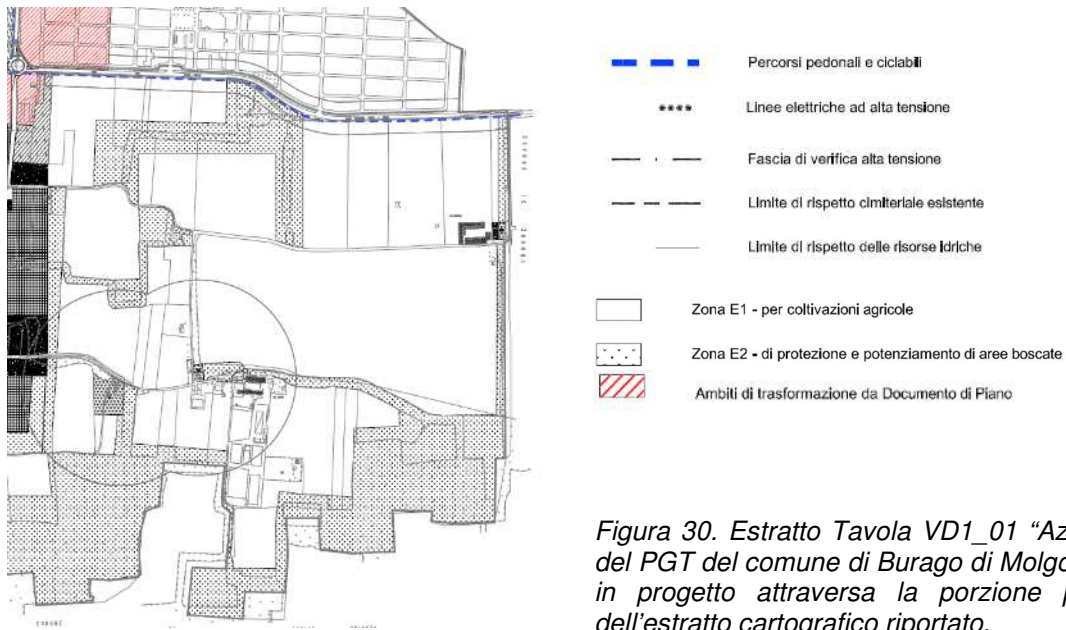 Percorsi pedonali e ciclabili
Linee elettriche ad alta tensione
Fascia di verifica alta tensione
Limite di rispetto cimiteriale esistente
Limite di rispetto delle risorse idriche
Zona E1 - per coltivazioni agricole
Zona E2 - di protezione e potenziamento di aree boscate
Ambiti di trasformazione da Documento di Piano
Figura 30. Estratto Tavola VD1_01 “Az
del PGT del comune di Burago di Molgo
in progetto attraversa la porzione p
dell'estratto cartografico riportato.